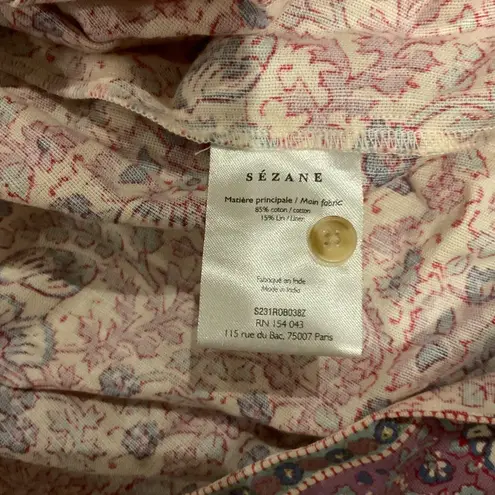 SÉZANE
Matière principale / Main fabric
85% coton / cotton
15% Lin / Linen
Fabriqué en Inde
Made in India
S231ROB038Z
RN 154 043
115 rue du Bac, 75007 Paris